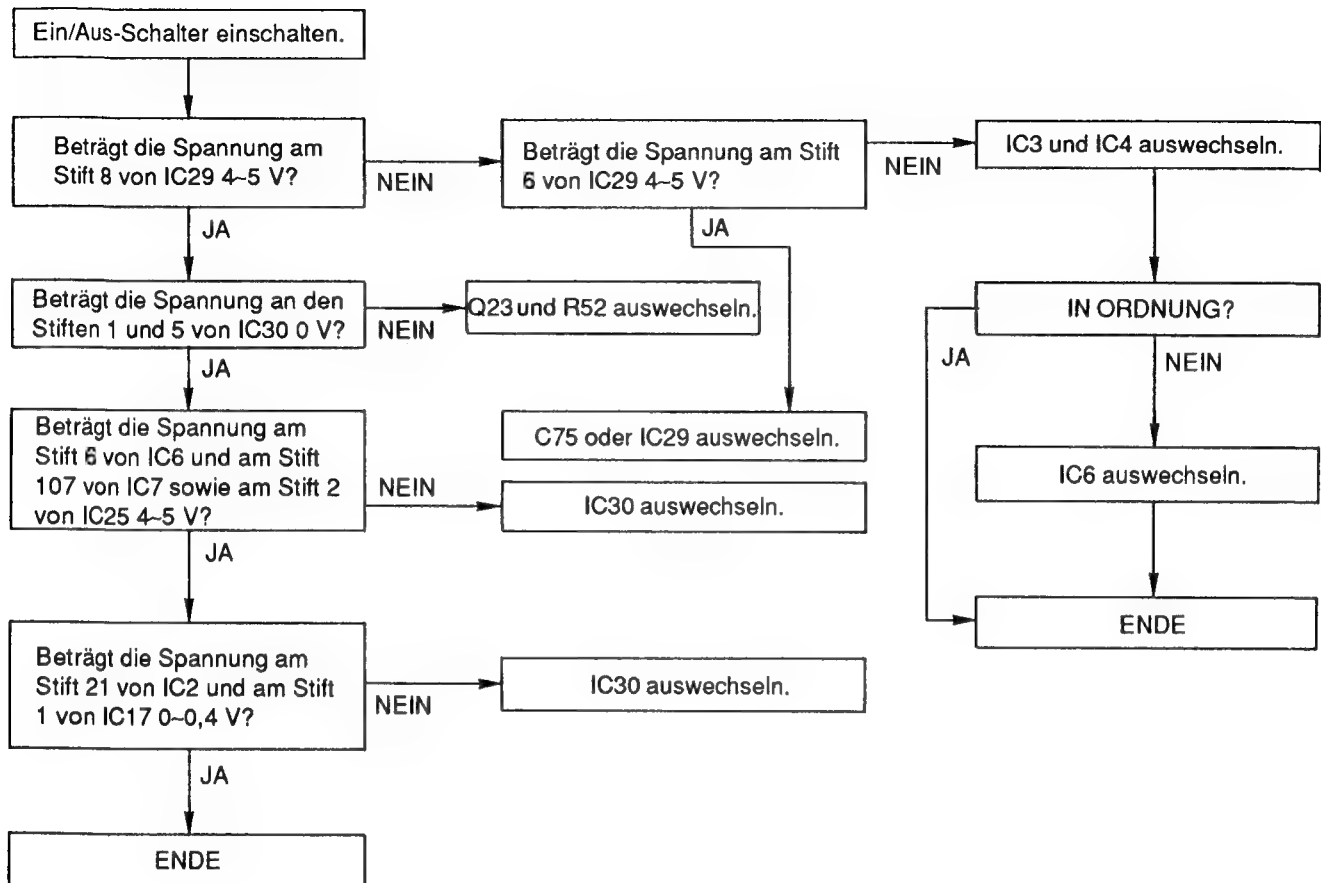 Ein/Aus-Schalter einschalten.
Beträgt die Spannung am
Stift 8 von IC29 4~5 V?
NEIN
Beträgt die Spannung am Stift
6 von IC29 4~5 V?
NEIN
IC3 und IC4 auswechseln.
JA
JA
Beträgt die Spannung an den
Stiften 1 und 5 von IC30 0 V?
NEIN
Q23 und R52 auswechseln.
IN ORDNUNG?
JA
NEIN
JA
Beträgt die Spannung am
Stift 6 von IC6 und am Stift
107 von IC7 sowie am Stift 2
von IC25 4~5 V?
NEIN
C75 oder IC29 auswechseln.
IC30 auswechseln.
IC6 auswechseln.
JA
Beträgt die Spannung am
Stift 21 von IC2 und am Stift
1 von IC17 0~0,4 V?
NEIN
IC30 auswechseln.
ENDE
JA
ENDE